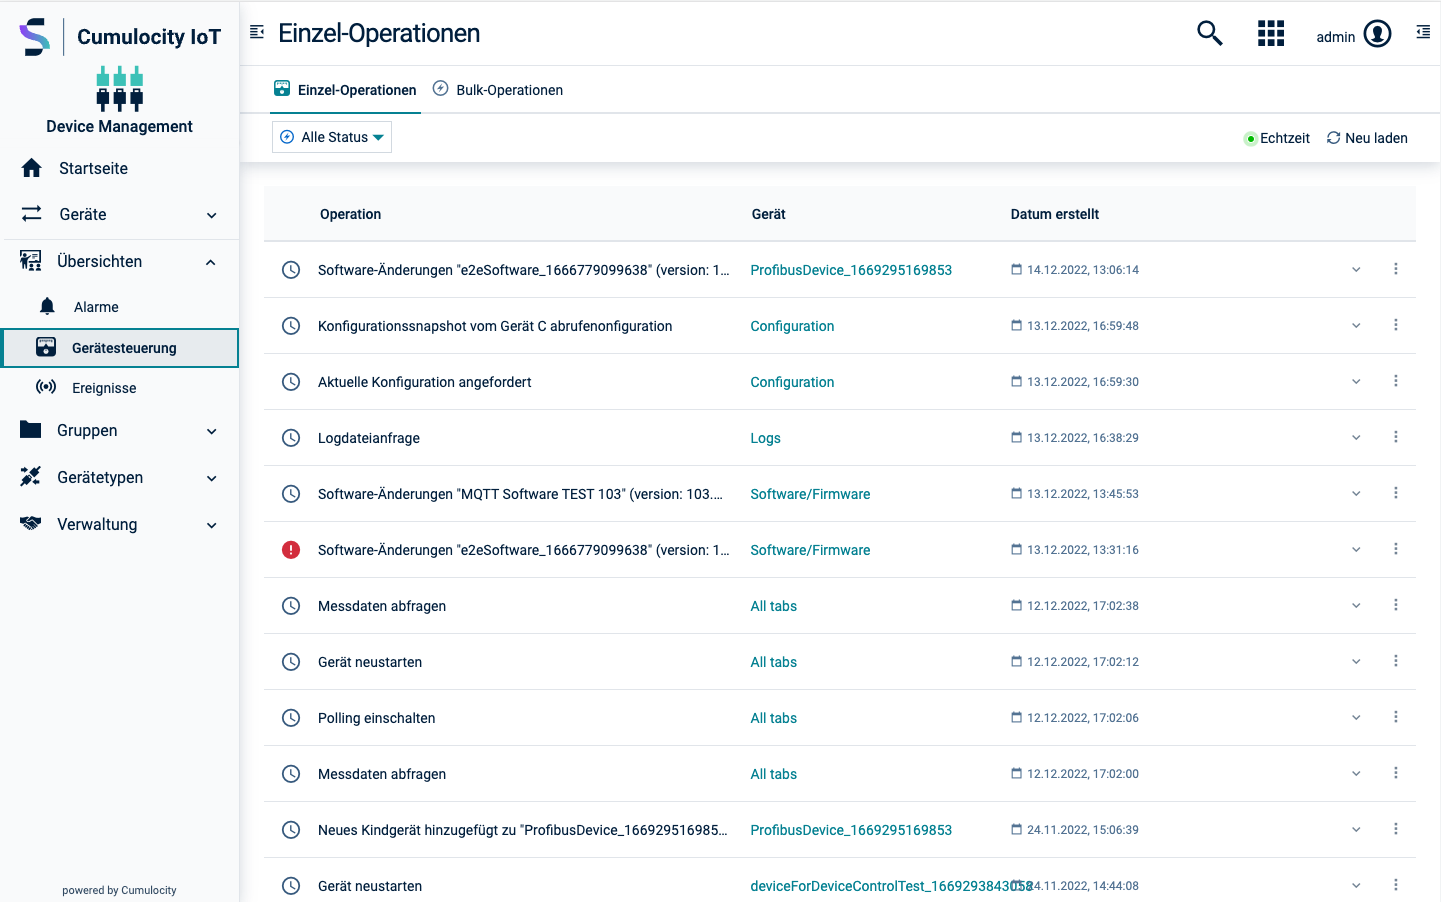 Cumulocity IoT
Device Management
Startseite
Geräte
Übersichten
Alarme
Gerätesteuerung
Ereignisse
Gruppen
Gerätetypen
Verwaltung
powered by Cumulocity
Einzel-Operationen
admin
Einzel-Operationen Bulk-Operationen
Alle Status
Echtzeit Neu laden
Operation Gerät Datum erstellt
Software-Änderungen "e2eSoftware_1666779099638" (version: 1... ProfibusDevice_1669295169853 14.12.2022, 13:06:14
Konfigurationssnapshot vom Gerät C abrufenonfiguration Configuration 13.12.2022, 16:59:48
Aktuelle Konfiguration angefordert Configuration 13.12.2022, 16:59:30
Logdateianfrage Logs 13.12.2022, 16:38:29
Software-Änderungen "MQTT Software TEST 103" (version: 103.... Software/Firmware 13.12.2022, 13:45:53
Software-Änderungen "e2eSoftware_1666779099638" (version: 1... Software/Firmware 13.12.2022, 13:31:16
Messdaten abfragen All tabs 12.12.2022, 17:02:38
Gerät neustarten All tabs 12.12.2022, 17:02:12
Polling einschalten All tabs 12.12.2022, 17:02:06
Messdaten abfragen All tabs 12.12.2022, 17:02:00
Neues Kindgerät hinzugefügt zu "ProfibusDevice_166929516985... ProfibusDevice_1669295169853 24.11.2022, 15:06:39
Gerät neustarten deviceForDeviceControlTest_1669293843058 24.11.2022, 14:44:08